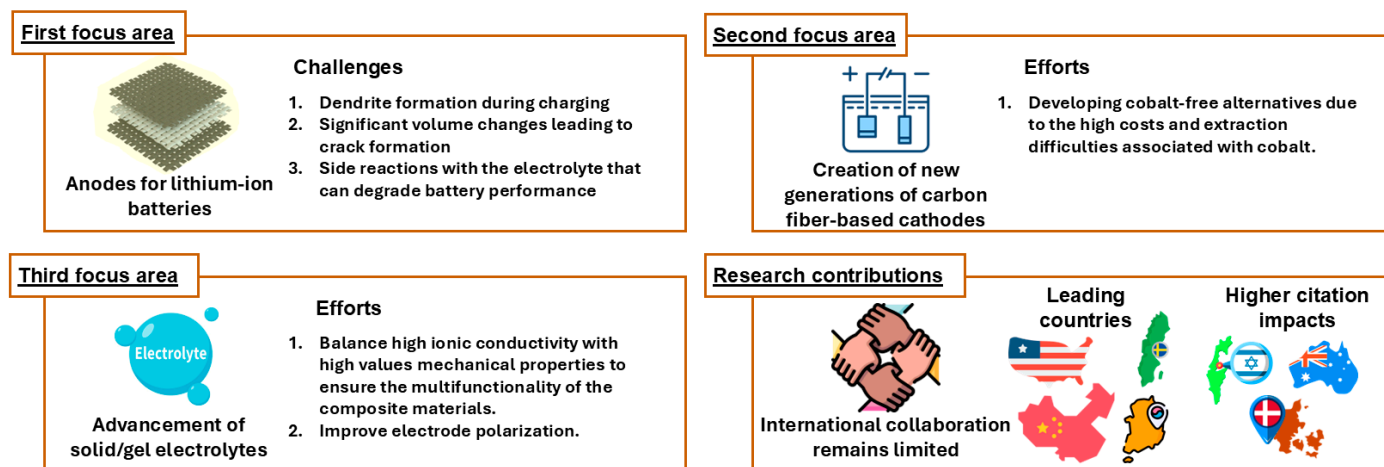 First focus area
Challenges
1. Dendrite formation during charging
2. Significant volume changes leading to
crack formation
3. Side reactions with the electrolyte that
can degrade battery performance
Anodes for lithium-ion
batteries
Second focus area
Efforts
1. Developing cobalt-free alternatives due
to the high costs and extraction
difficulties associated with cobalt.
+ −
Creation of new
generations of carbon
fiber-based cathodes
Third focus area
Efforts
1. Balance high ionic conductivity with
high values mechanical properties to
ensure the multifunctionality of the
composite materials.
2. Improve electrode polarization.
Electrolyte
Advancement of
solid/gel electrolytes
Research contributions
International collaboration
remains limited
Leading
countries
Higher citation
impacts